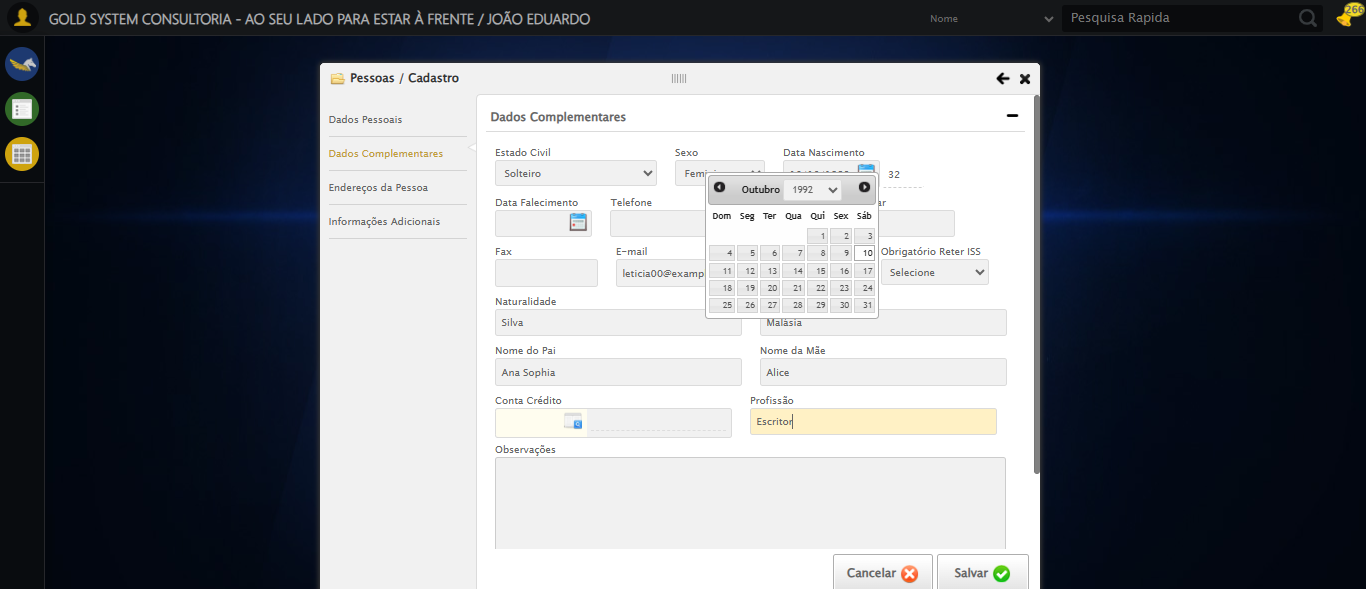 GOLD SYSTEM CONSULTORIA - AO SEU LADO PARA ESTAR À FRENTE / JOÃO EDUARDO
Nome
Pesquisa Rapida
266
Pessoas / Cadastro
Dados Pessoais
Dados Complementares
Endereços da Pessoa
Informações Adicionais
Dados Complementares
Estado Civil
Sexo
Data Nascimento
Solteiro
32
Outubro 1992
Dom Seg Ter Qua Qui Sex Sáb
1 2 3
4 5 6 7 8 9 10
11 12 13 14 15 16 17
18 19 20 21 22 23 24
25 26 27 28 29 30 31
Data Falecimento
Telefone
Fax
E-mail
Obrigatório Reter ISS
leticia00@examp
Selecione
Naturalidade
Silva
Malásia
Nome do Pai
Nome da Mãe
Ana Sophia
Alice
Conta Crédito
Profissão
Escritor
Observações
Cancelar
Salvar